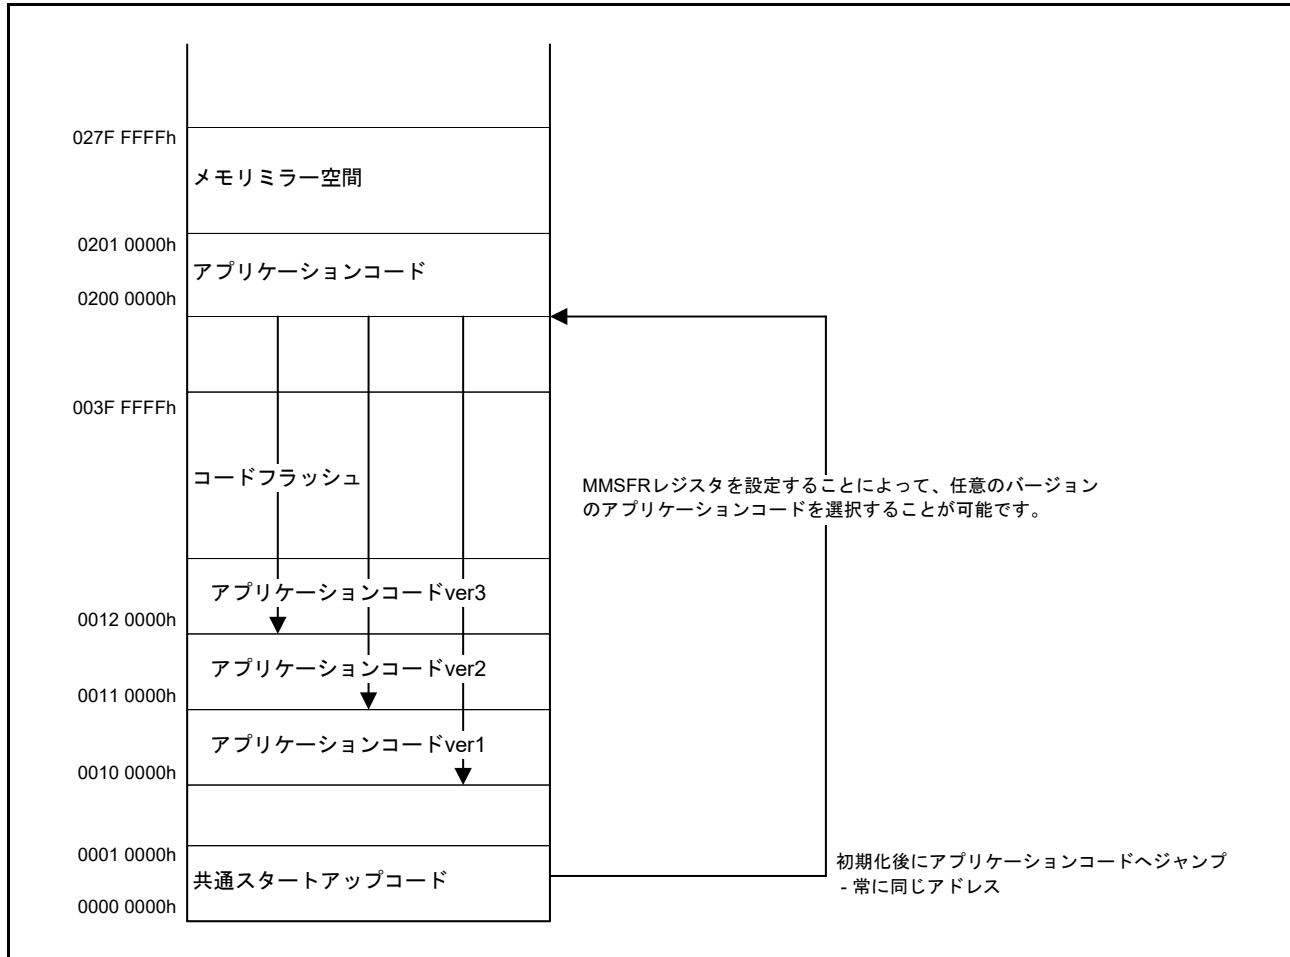 027F FFFFh
メモリミラー空間
0201 0000h
アプリケーションコード
0200 0000h
003F FFFFh
コードフラッシュ
MMSFRレジスタを設定することによって、任意のバージョン
のアプリケーションコードを選択することが可能です。
アプリケーションコードver3
0012 0000h
アプリケーションコードver2
0011 0000h
アプリケーションコードver1
0010 0000h
0001 0000h
共通スタートアップコード
0000 0000h
初期化後にアプリケーションコードへジャンプ
- 常に同じアドレス